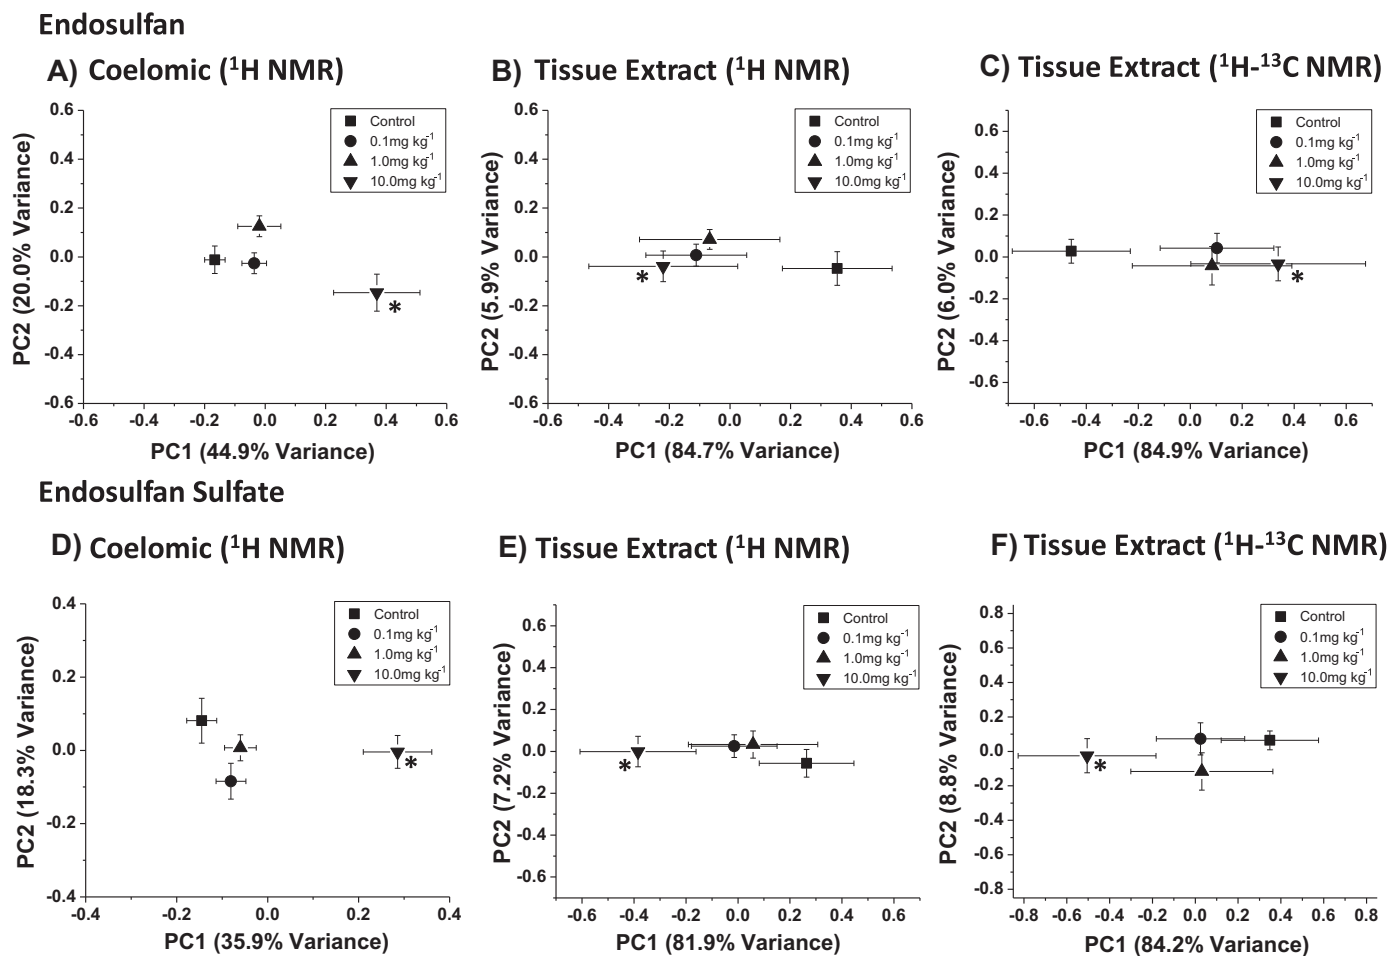 Endosulfan
A) Coelomic (¹H NMR)
B) Tissue Extract (¹H NMR)
C) Tissue Extract (¹H-¹³C NMR)
PC2 (20.0% Variance)
0.6
0.4
0.2
0.0
-0.2
-0.4
-0.6
Control
0.1mg kg⁻¹
1.0mg kg⁻¹
10.0mg kg⁻¹
*
-0.6 -0.4 -0.2 0.0 0.2 0.4 0.6
PC1 (44.9% Variance)
PC2 (5.9% Variance)
0.6
0.4
0.2
0.0
-0.2
-0.4
-0.6
Control
0.1mg kg⁻¹
1.0mg kg⁻¹
10.0mg kg⁻¹
*
-0.6 -0.4 -0.2 0.0 0.2 0.4 0.6
PC1 (84.7% Variance)
PC2 (6.0% Variance)
0.6
0.4
0.2
0.0
-0.2
-0.4
-0.6
Control
0.1mg kg⁻¹
1.0mg kg⁻¹
10.0mg kg⁻¹
*
-0.6 -0.4 -0.2 0.0 0.2 0.4 0.6
PC1 (84.9% Variance)
Endosulfan Sulfate
D) Coelomic (¹H NMR)
E) Tissue Extract (¹H NMR)
F) Tissue Extract (¹H-¹³C NMR)
PC2 (18.3% Variance)
0.4
0.2
0.0
-0.2
-0.4
Control
0.1mg kg⁻¹
1.0mg kg⁻¹
10.0mg kg⁻¹
*
-0.4 -0.2 0.0 0.2 0.4
PC1 (35.9% Variance)
PC2 (7.2% Variance)
0.6
0.4
0.2
0.0
-0.2
-0.4
-0.6
Control
0.1mg kg⁻¹
1.0mg kg⁻¹
10.0mg kg⁻¹
*
-0.6 -0.4 -0.2 0.0 0.2 0.4 0.6
PC1 (81.9% Variance)
PC2 (8.8% Variance)
0.8
0.6
0.4
0.2
0.0
-0.2
-0.4
-0.6
-0.8
Control
0.1mg kg⁻¹
1.0mg kg⁻¹
10.0mg kg⁻¹
*
-0.8 -0.6 -0.4 -0.2 0.0 0.2 0.4 0.6 0.8
PC1 (84.2% Variance)